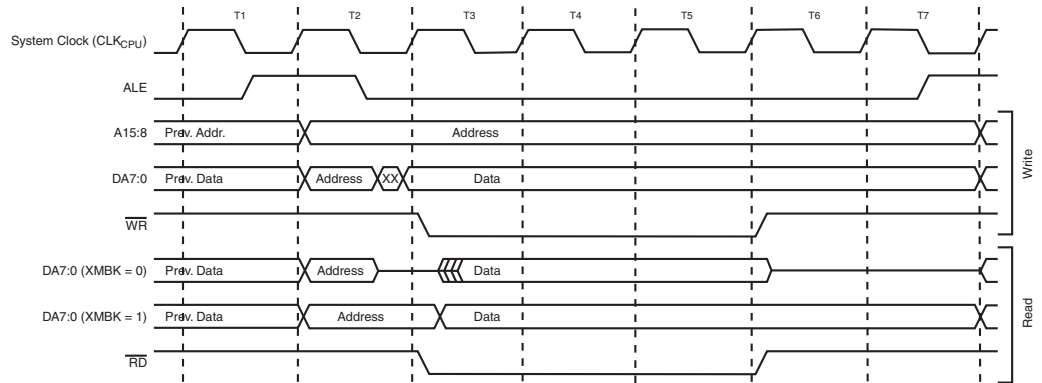 T1 T2 T3 T4 T5 T6 T7
System Clock (CLKCPU)
ALE
A15:8 Prev. Addr. Address
DA7:0 Prev. Data Address XX Data
WR
Write
DA7:0 (XMBK = 0) Prev. Data Address Data
DA7:0 (XMBK = 1) Prev. Data Address Data
RD
Read